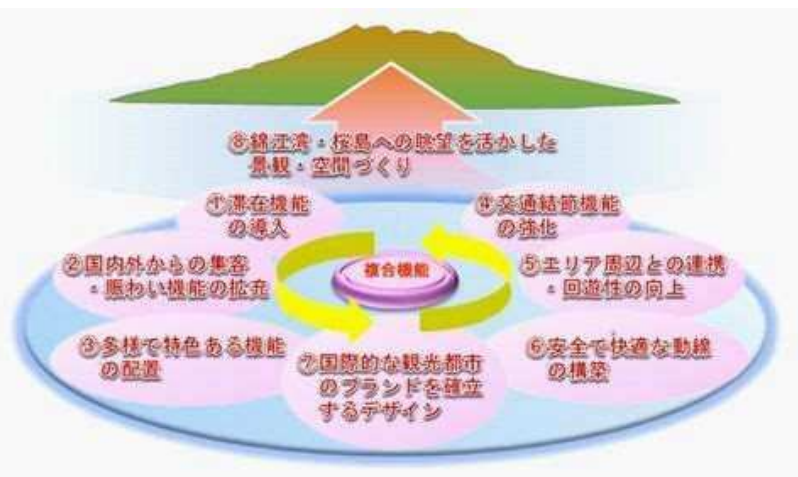 ⑧錦江湾・桜島への眺望を活かした
景観・空間づくり
①滞在機能
の導入
②国内外からの集客
・賑わい機能の拡充
③多様で特色ある機能
の配置
複合機能
④交通結節機能
の強化
⑤エリア周辺との連携
・回遊性の向上
⑥安全で快適な動線
の構築
⑦国際的な観光都市
のブランドを確立
するデザイン